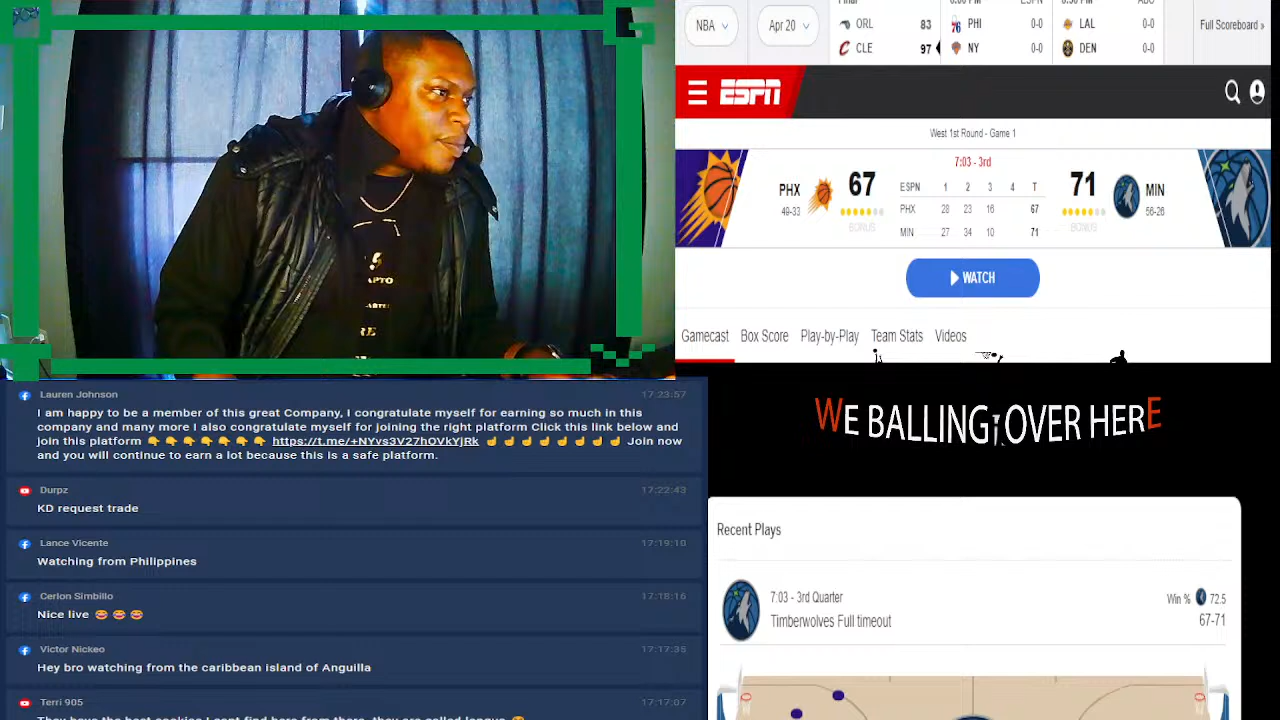 NBA
Apr 20
ORL 83
CLE 97
PHI 0-0
NY 0-0
LAL 0-0
DEN 0-0
Full Scoreboard »
ESPN
West 1st Round - Game 1
7:03 - 3rd
PHX
49-33
67
ESPN 1 2 3 4 T
PHX 28 23 16 67
MIN 27 34 10 71
71
MIN
56-26
BONUS
BONUS
WATCH
Gamecast Box Score Play-by-Play Team Stats Videos
WE BALLING OVER HERE
Recent Plays
7:03 - 3rd Quarter
Timberwolves Full timeout
Win % 72.5
67-71
Lauren Johnson 17:23:57
I am happy to be a member of this great Company, I congratulate myself for earning so much in this
company and many more I also congratulate myself for joining the right platform Click this link below and
join this platform 👇 👇 👇 👇 👇 👇 👇 https://t.me/+NYvs3V27hOVkYjRk ☝ ☝ ☝ ☝ ☝ ☝ ☝ Join now
and you will continue to earn a lot because this is a safe platform.
Durpz 17:22:43
KD request trade
Lance Vicente 17:19:10
Watching from Philippines
Cerlon Simbillo 17:18:16
Nice live 😂 😂 😂
Victor Nickeo 17:17:35
Hey bro watching from the caribbean island of Anguilla
Terri 905 17:17:07